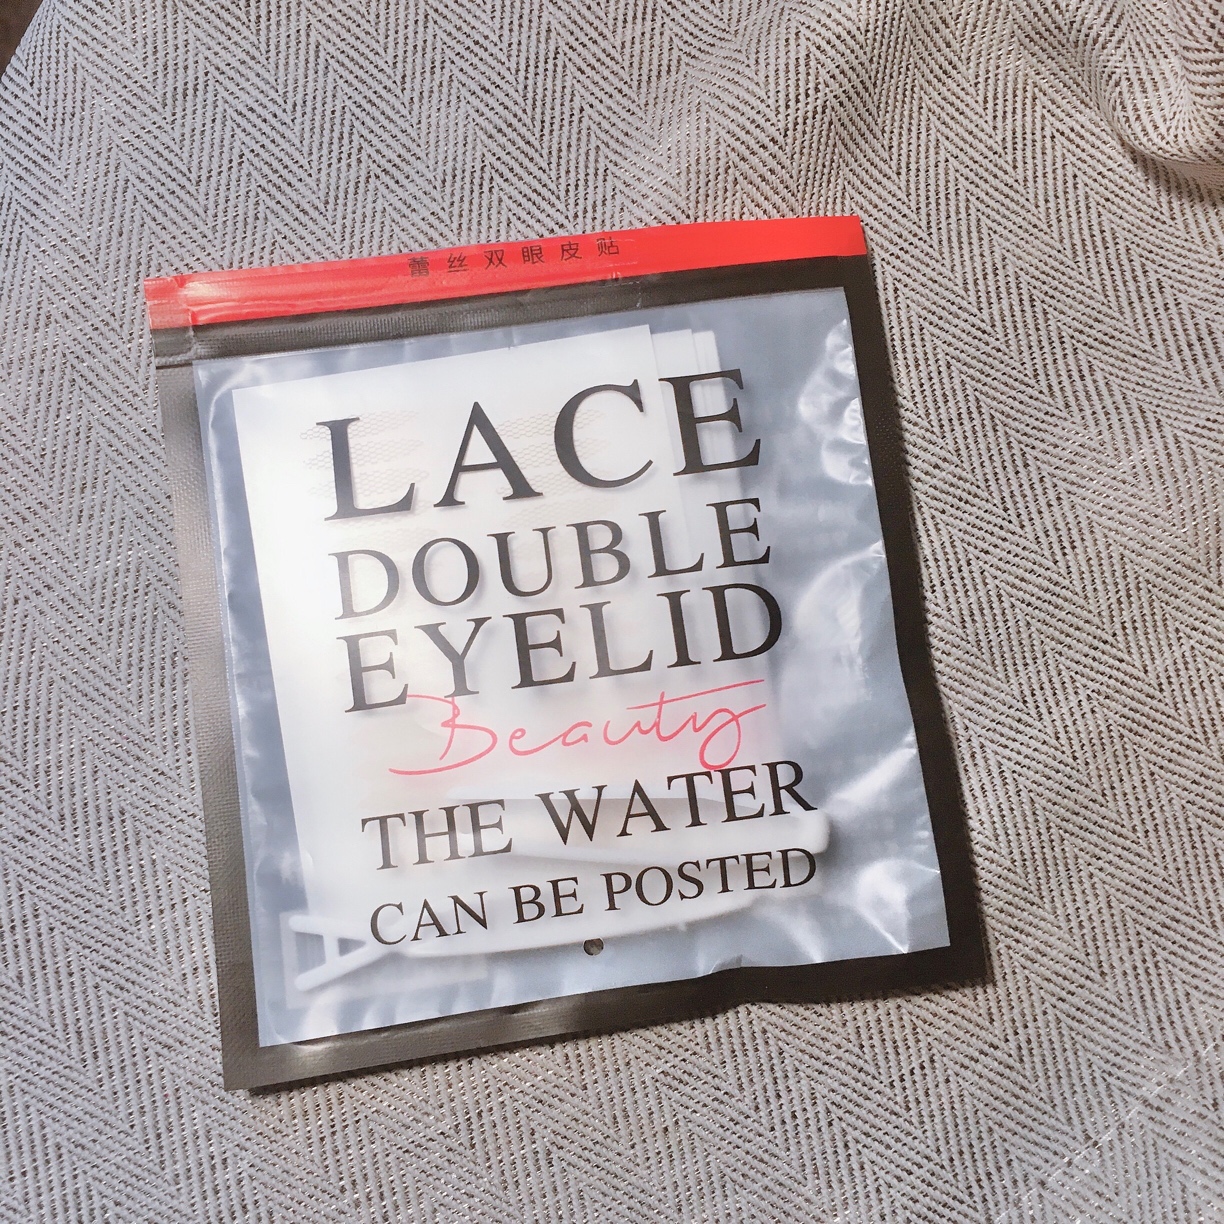 蕾丝双眼皮贴
LACE
DOUBLE
EYELID
Beauty
THE WATER
CAN BE POSTED